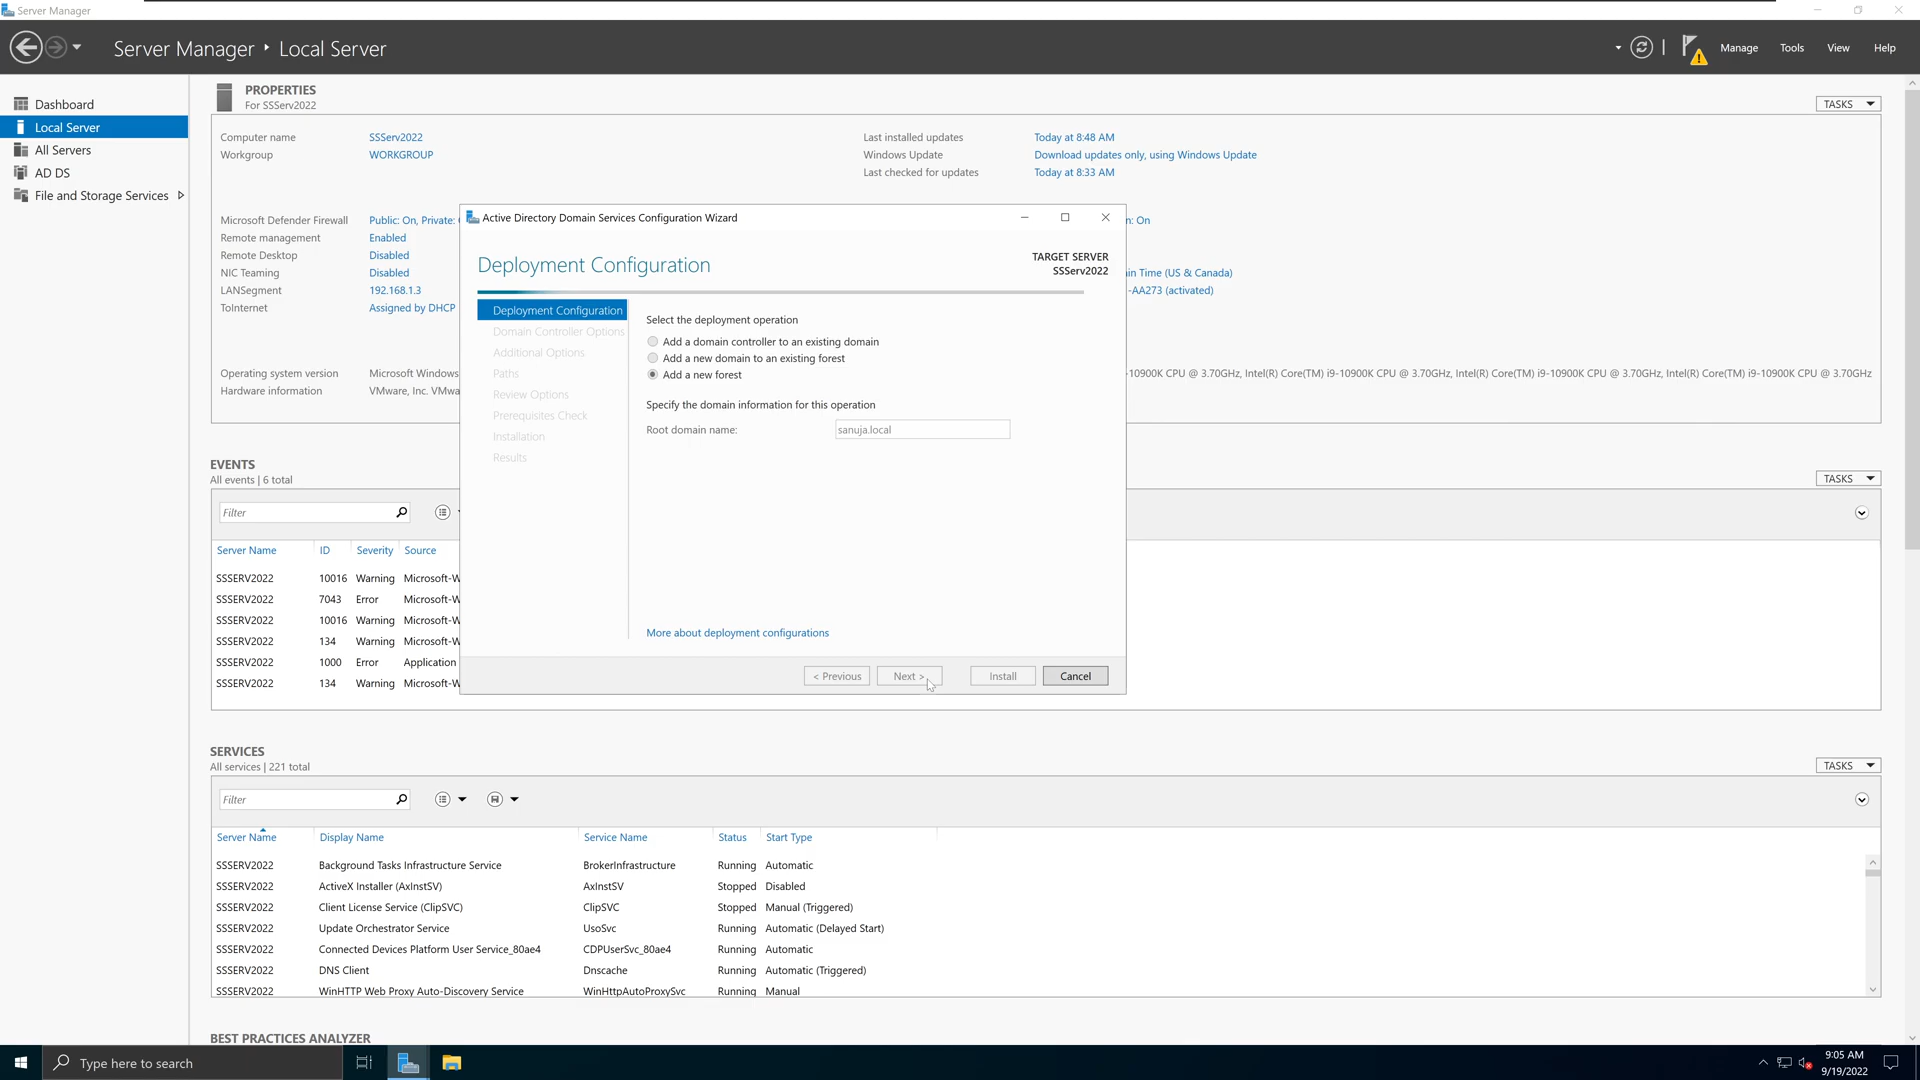 Server Manager
Server Manager ‣ Local Server
Manage Tools View Help
Dashboard
Local Server
All Servers
AD DS
File and Storage Services
PROPERTIES
For SSServ2022
TASKS
Computer name SSServ2022 Last installed updates Today at 8:48 AM
Workgroup WORKGROUP Windows Update Download updates only, using Windows Update
Last checked for updates Today at 8:33 AM
Microsoft Defender Firewall Public: On, Private: n: On
Remote management Enabled
Remote Desktop Disabled
NIC Teaming Disabled in Time (US & Canada)
LANSegment 192.168.1.3 -AA273 (activated)
ToInternet Assigned by DHCP
Operating system version Microsoft Windows -10900K CPU @ 3.70GHz, Intel(R) Core(TM) i9-10900K CPU @ 3.70GHz, Intel(R) Core(TM) i9-10900K CPU @ 3.70GHz, Intel(R) Core(TM) i9-10900K CPU @ 3.70GHz
Hardware information VMware, Inc. VMwa
Active Directory Domain Services Configuration Wizard
Deployment Configuration
TARGET SERVER
SSServ2022
Deployment Configuration
Domain Controller Options
Additional Options
Paths
Review Options
Prerequisites Check
Installation
Results
Select the deployment operation
Add a domain controller to an existing domain
Add a new domain to an existing forest
Add a new forest
Specify the domain information for this operation
Root domain name: sanuja.local
More about deployment configurations
< Previous Next > Install Cancel
EVENTS
All events | 6 total
TASKS
Filter
Server Name ID Severity Source
SSSERV2022 10016 Warning Microsoft-W
SSSERV2022 7043 Error Microsoft-W
SSSERV2022 10016 Warning Microsoft-W
SSSERV2022 134 Warning Microsoft-W
SSSERV2022 1000 Error Application
SSSERV2022 134 Warning Microsoft-W
SERVICES
All services | 221 total
TASKS
Filter
Server Name Display Name Service Name Status Start Type
SSSERV2022 Background Tasks Infrastructure Service BrokerInfrastructure Running Automatic
SSSERV2022 ActiveX Installer (AxInstSV) AxInstSV Stopped Disabled
SSSERV2022 Client License Service (ClipSVC) ClipSVC Stopped Manual (Triggered)
SSSERV2022 Update Orchestrator Service UsoSvc Running Automatic (Delayed Start)
SSSERV2022 Connected Devices Platform User Service_80ae4 CDPUserSvc_80ae4 Running Automatic
SSSERV2022 DNS Client Dnscache Running Automatic (Triggered)
SSSERV2022 WinHTTP Web Proxy Auto-Discovery Service WinHttpAutoProxySvc Running Manual
BEST PRACTICES ANALYZER
Type here to search
9:05 AM
9/19/2022